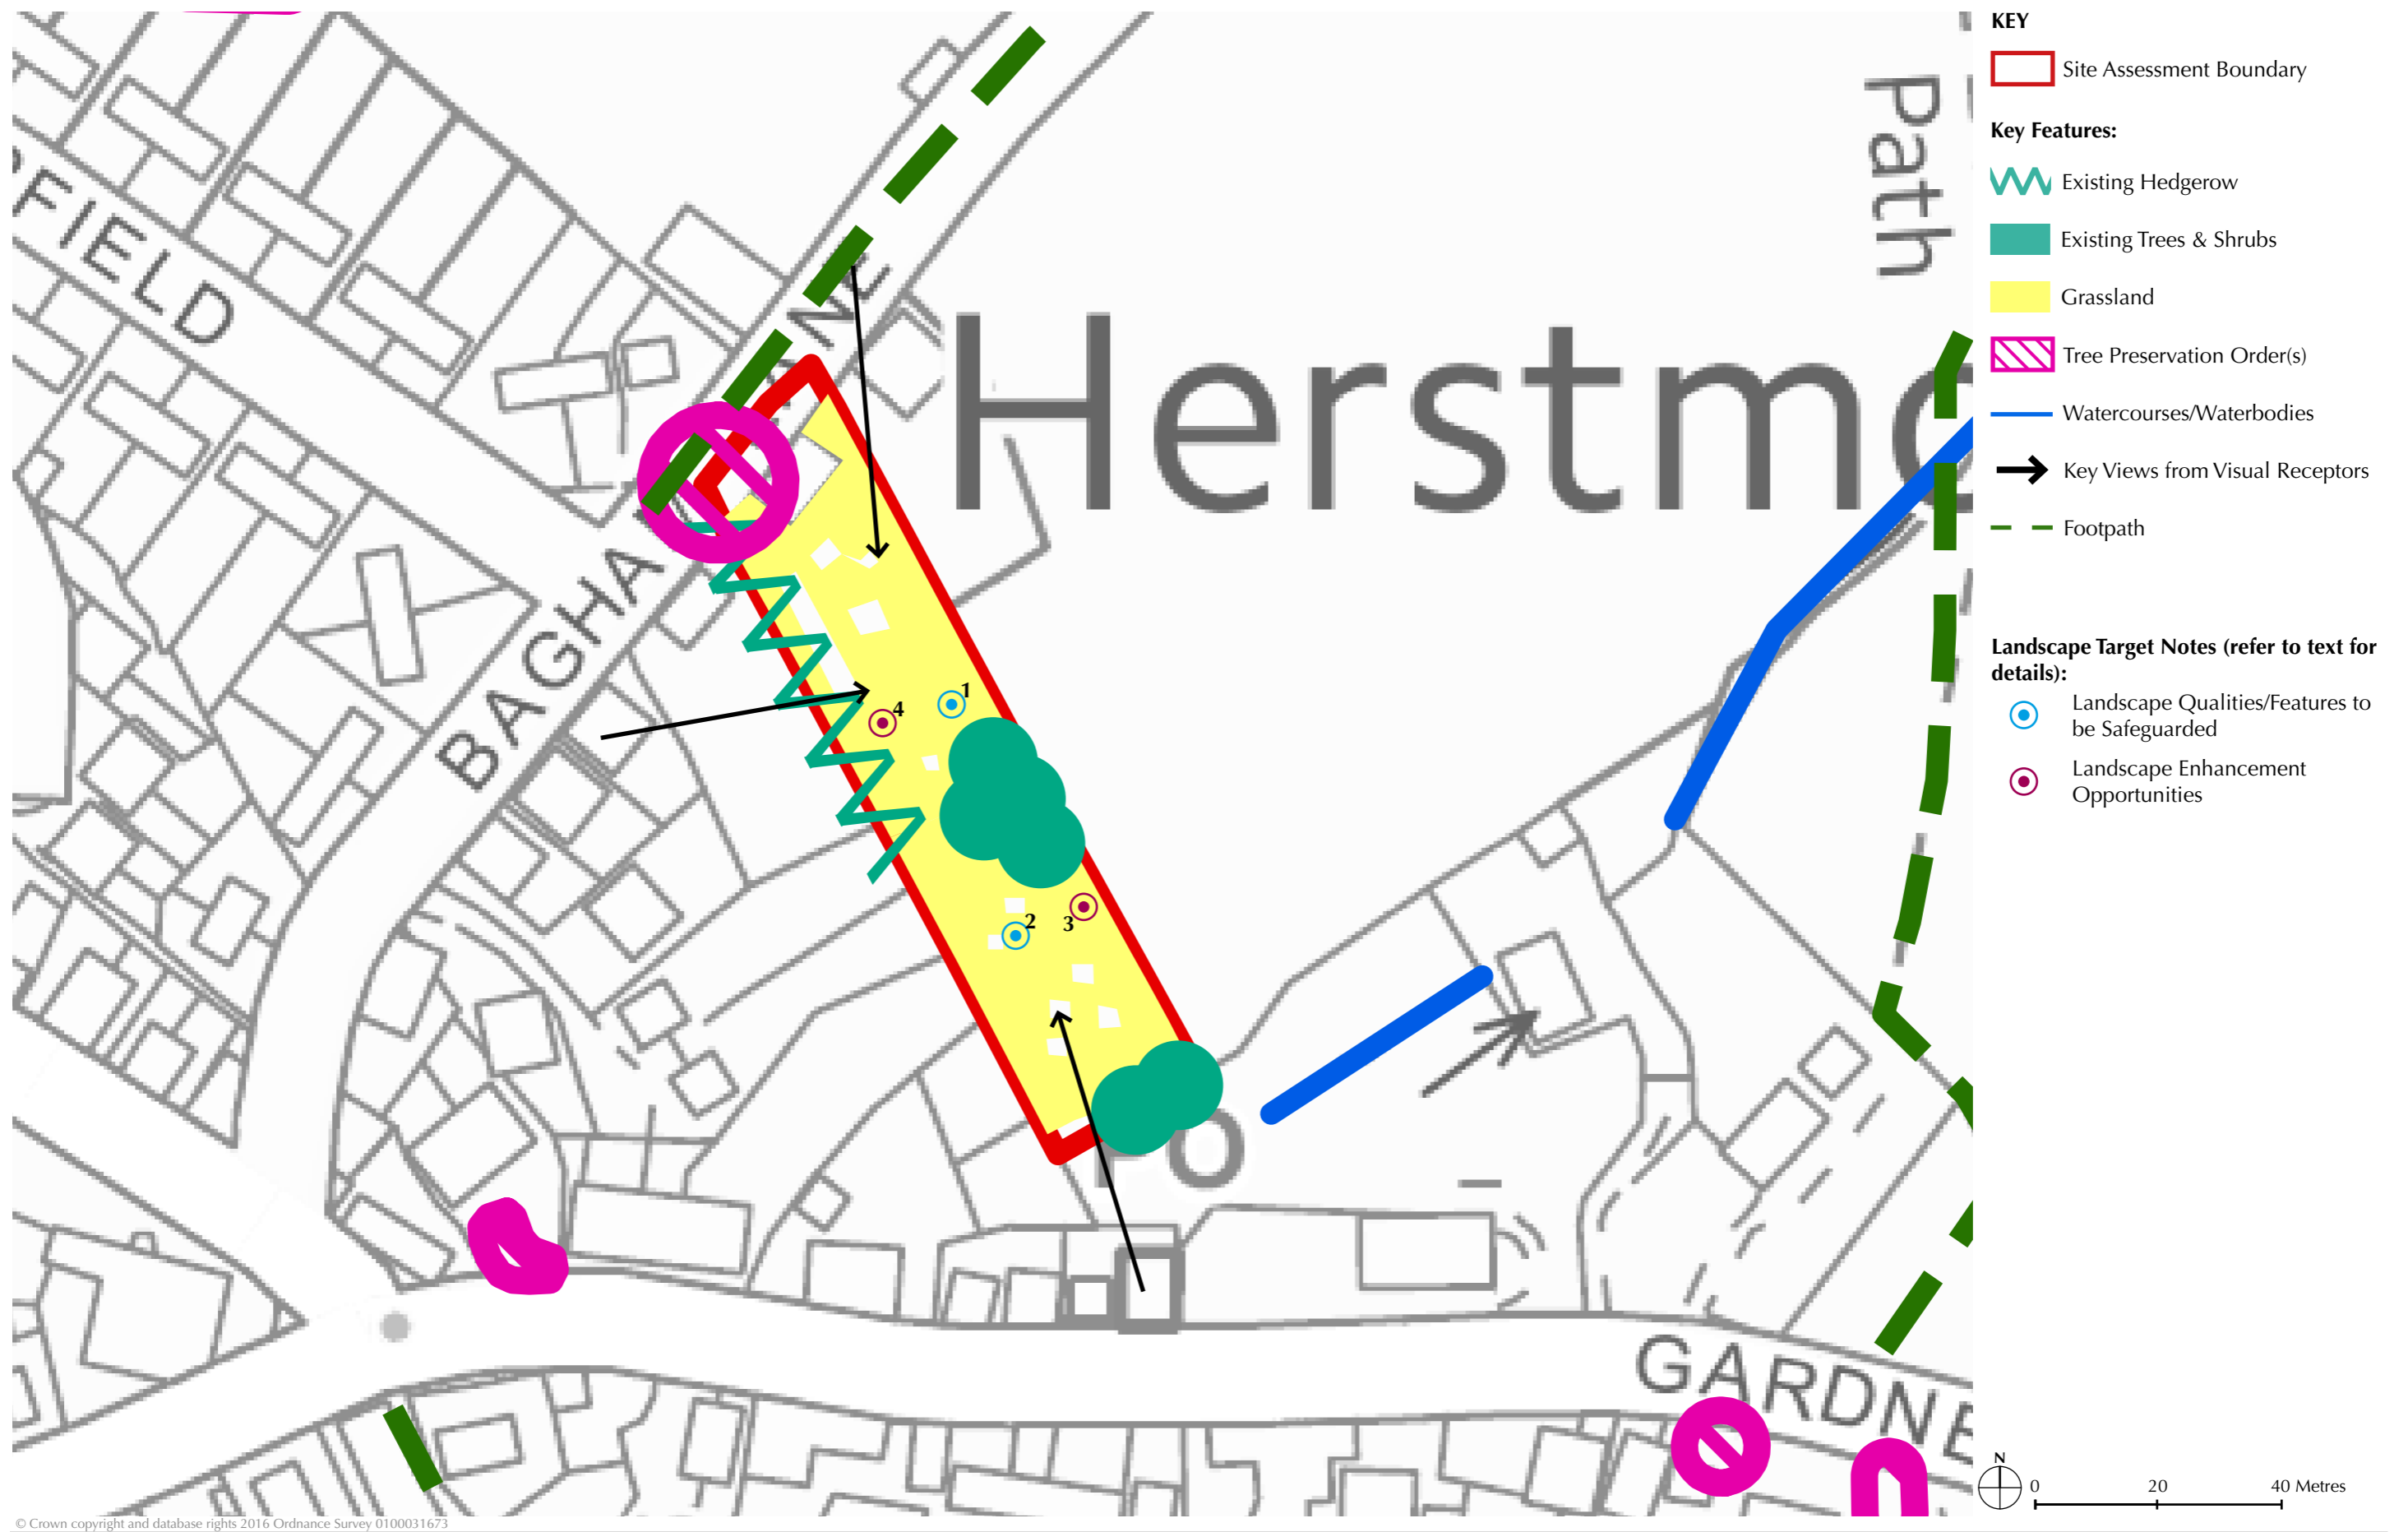 KEY
Site Assessment Boundary
Key Features:
Existing Hedgerow
Existing Trees & Shrubs
Grassland
Tree Preservation Order(s)
Watercourses/Waterbodies
Key Views from Visual Receptors
Footpath
Landscape Target Notes (refer to text for
details):
Landscape Qualities/Features to
be Safeguarded
Landscape Enhancement
Opportunities
N
0 20 40 Metres
Path
FIELD
Herstm
BAGHA
NE
1
4
2
3
GARDNE
© Crown copyright and database rights 2016 Ordnance Survey 0100031673